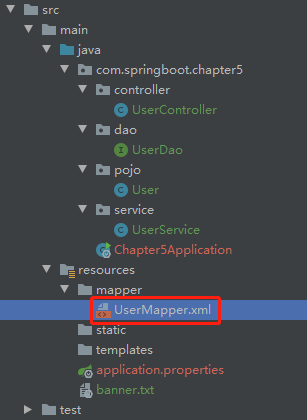 src
main
java
com.springboot.chapter5
controller
UserController
dao
UserDao
pojo
User
service
UserService
Chapter5Application
resources
mapper
UserMapper.xml
static
templates
application.properties
banner.txt
test